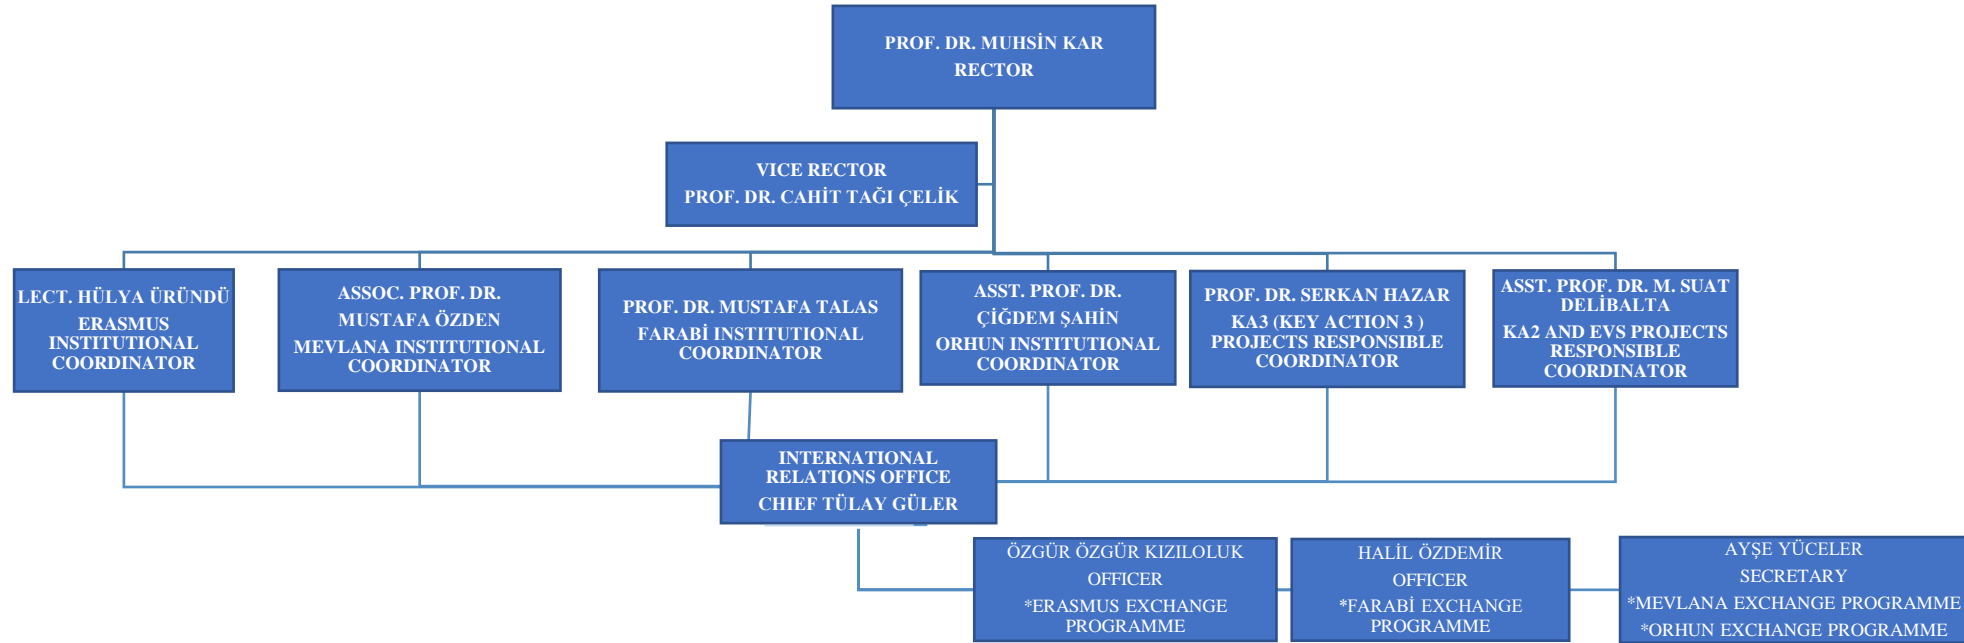 PROF. DR. MUHSİN KAR
RECTOR
VICE RECTOR
PROF. DR. CAHİT TAĞI ÇELİK
LECT. HÜLYA ÜRÜNDÜ
ERASMUS
INSTITUTIONAL
COORDINATOR
ASSOC. PROF. DR.
MUSTAFA ÖZDEN
MEVLANA INSTITUTIONAL
COORDINATOR
PROF. DR. MUSTAFA TALAS
FARABİ INSTITUTIONAL
COORDINATOR
ASST. PROF. DR.
ÇİĞDEM ŞAHİN
ORHUN INSTITUTIONAL
COORDINATOR
PROF. DR. SERKAN HAZAR
KA3 (KEY ACTION 3 )
PROJECTS RESPONSIBLE
COORDINATOR
ASST. PROF. DR. M. SUAT
DELİBALTA
KA2 AND EVS PROJECTS
RESPONSIBLE
COORDINATOR
INTERNATIONAL
RELATIONS OFFICE
CHIEF TÜLAY GÜLER
ÖZGÜR ÖZGÜR KIZILOLUK
OFFICER
*ERASMUS EXCHANGE
PROGRAMME
HALİL ÖZDEMİR
OFFICER
*FARABİ EXCHANGE
PROGRAMME
AYŞE YÜCELER
SECRETARY
*MEVLANA EXCHANGE PROGRAMME
*ORHUN EXCHANGE PROGRAMME